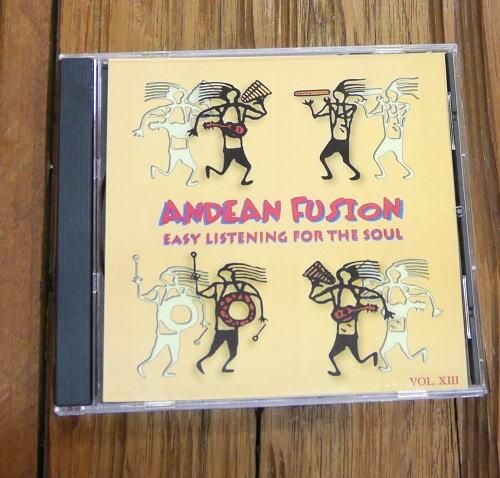 ANDEAN FUSION
EASY LISTENING FOR THE SOUL
VOL. XIII